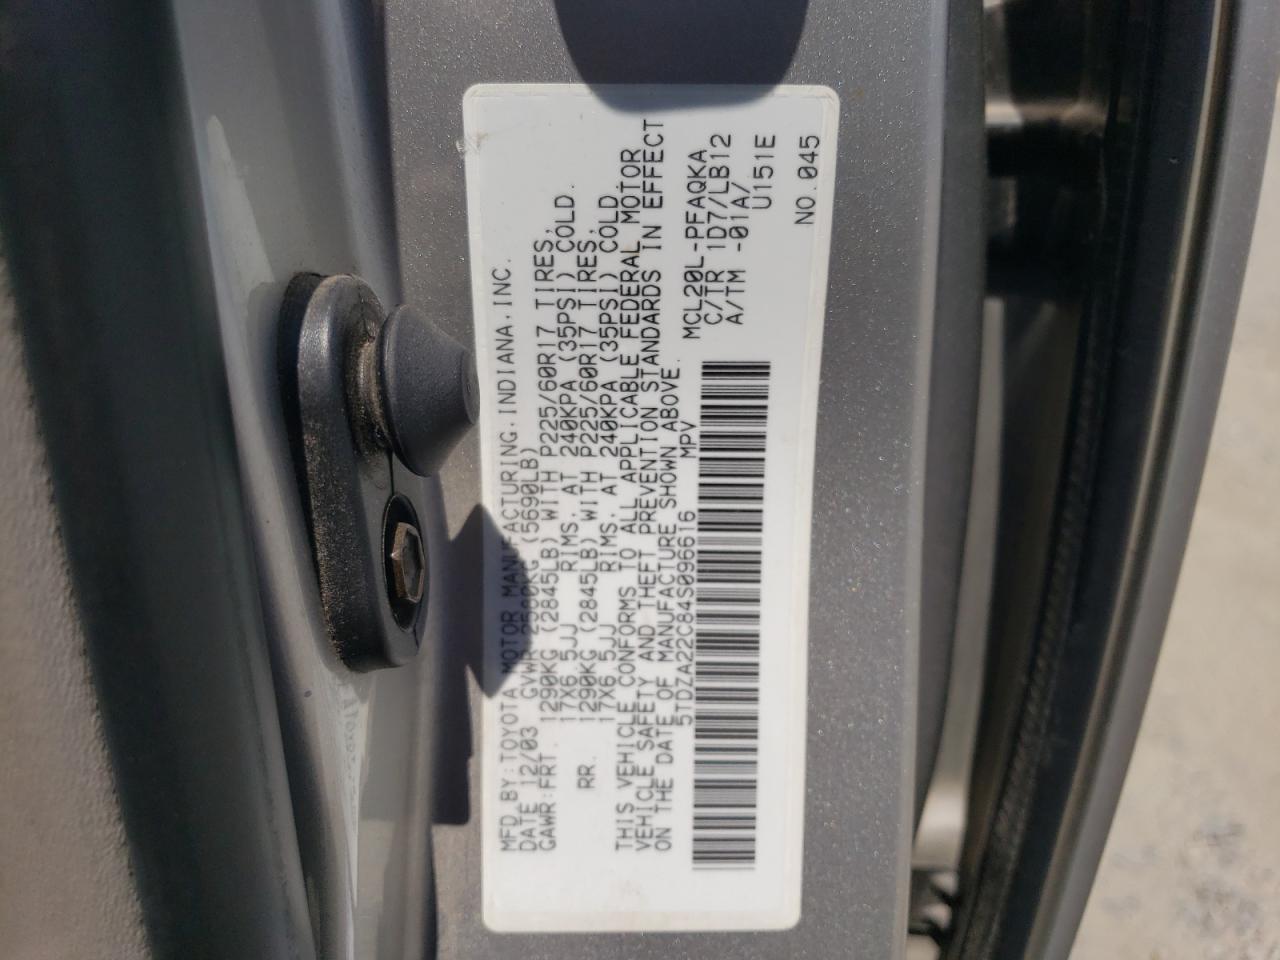 MFD.BY:TOYOTA MOTOR MANUFACTURING.INDIANA.INC.
DATE 12/03 GVWR:2580KG (5690LB)
GAWR:FRT. 1290KG (2845LB) WITH P225/60R17 TIRES,
17X6.5JJ RIMS, AT 240KPA (35PSI) COLD.
RR. 1290KG (2845LB) WITH P225/60R17 TIRES,
17X6.5JJ RIMS, AT 240KPA (35PSI) COLD.
THIS VEHICLE CONFORMS TO ALL APPLICABLE FEDERAL MOTOR
VEHICLE SAFETY AND THEFT PREVENTION STANDARDS IN EFFECT
ON THE DATE OF MANUFACTURE SHOWN ABOVE.
5TDZA22C84S096616 MPV
MCL20L-PFAQKA
C/TR 1D7/LB12
A/TM -01A/
U151E
NO.045